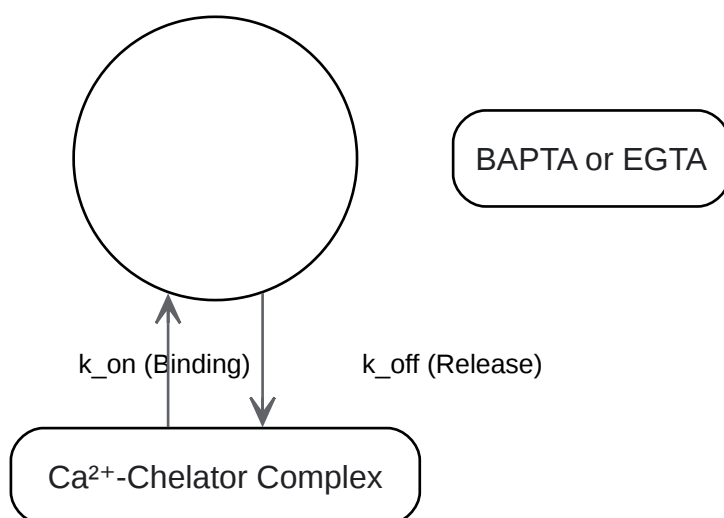 BAPTA or EGTA
k_on (Binding)
k_off (Release)
Ca²⁺-Chelator Complex